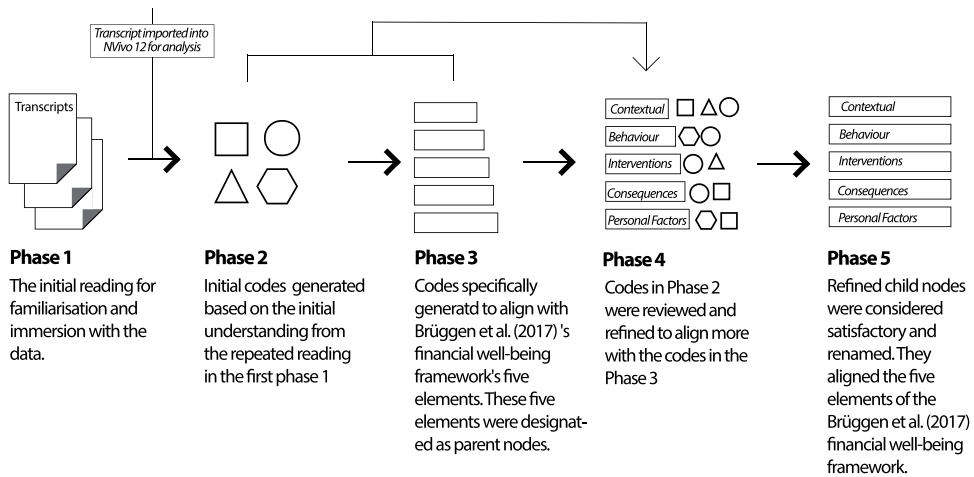 Transcript imported into
NVivo 12 for analysis
Transcripts
Contextual
Behaviour
Interventions
Consequences
Personal Factors
Contextual
Behaviour
Interventions
Consequences
Personal Factors
Phase 1
The initial reading for
familiarisation and
immersion with the
data.
Phase 2
Initial codes generated
based on the initial
understanding from
the repeated reading
in the first phase 1
Phase 3
Codes specifically
generatd to align with
Brüggen et al. (2017) 's
financial well-being
framework's five
elements. These five
elements were designat-
ed as parent nodes.
Phase 4
Codes in Phase 2
were reviewed and
refined to align more
with the codes in the
Phase 3
Phase 5
Refined child nodes
were considered
satisfactory and
renamed. They
aligned the five
elements of the
Brüggen et al. (2017)
financial well-being
framework.